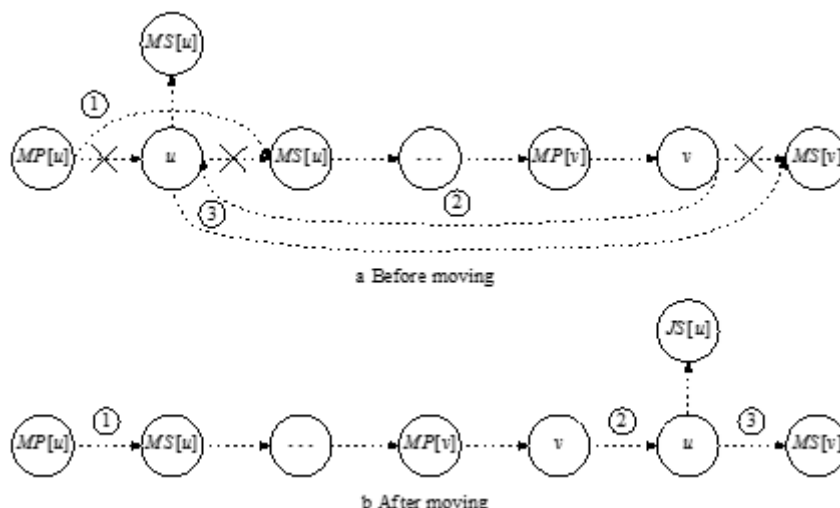 MS[u]
1
MP[u] u MS[u] --- MP[v] v MS[v]
3 2
a Before moving
JS[u]
1 2 3
MP[u] MS[u] --- MP[v] v u MS[v]
b After moving